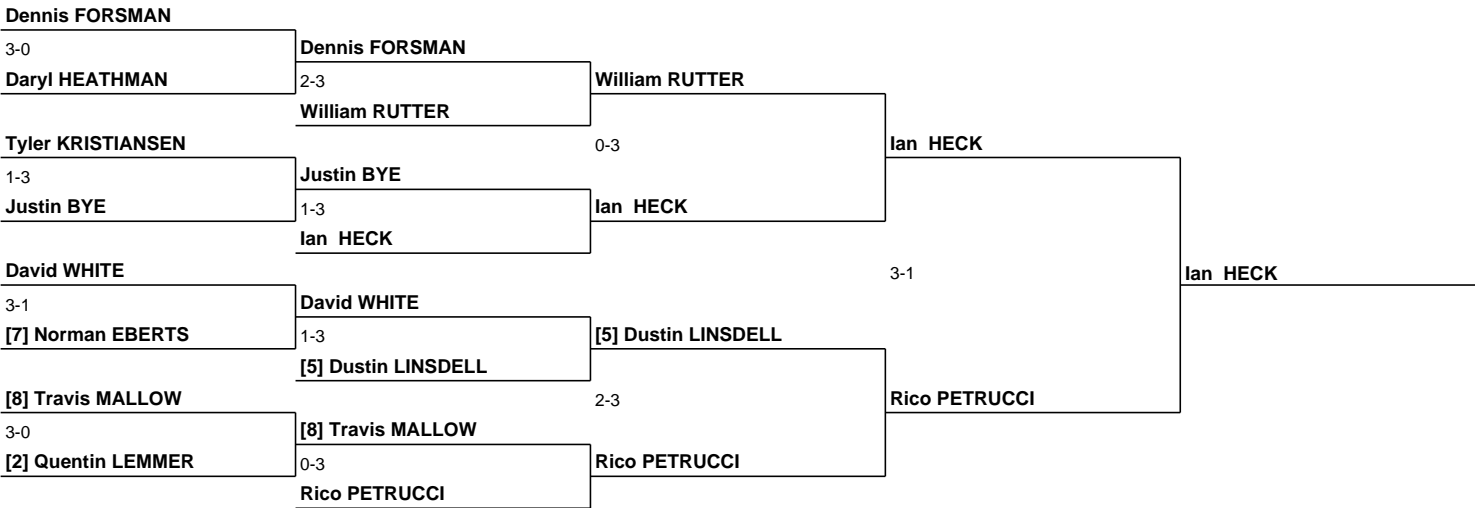 Dennis FORSMAN
3-0
Dennis FORSMAN
Daryl HEATHMAN
2-3
William RUTTER
William RUTTER
Tyler KRISTIANSEN
0-3
Ian  HECK
1-3
Justin BYE
Justin BYE
1-3
Ian  HECK
Ian  HECK
David WHITE
3-1
Ian  HECK
3-1
David WHITE
[7] Norman EBERTS
1-3
[5] Dustin LINSDELL
[5] Dustin LINSDELL
[8] Travis MALLOW
2-3
Rico PETRUCCI
3-0
[8] Travis MALLOW
[2] Quentin LEMMER
0-3
Rico PETRUCCI
Rico PETRUCCI